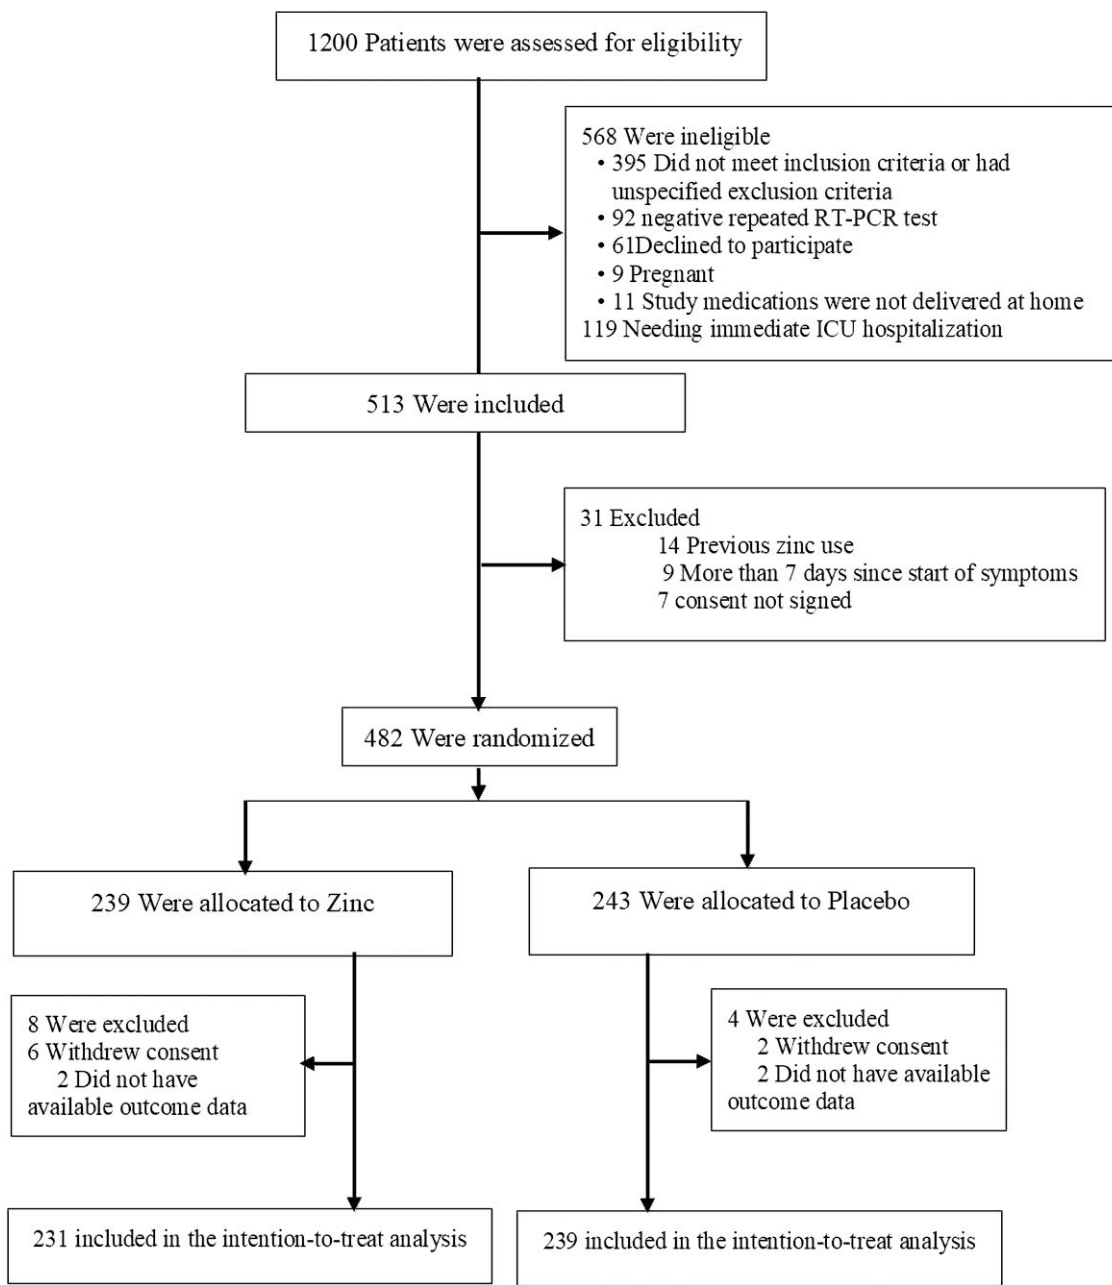 1200 Patients were assessed for eligibility
568 Were ineligible
• 395 Did not meet inclusion criteria or had
unspecified exclusion criteria
• 92 negative repeated RT-PCR test
• 61Declined to participate
• 9 Pregnant
• 11 Study medications were not delivered at home
119 Needing immediate ICU hospitalization
513 Were included
31 Excluded
14 Previous zinc use
9 More than 7 days since start of symptoms
7 consent not signed
482 Were randomized
239 Were allocated to Zinc
243 Were allocated to Placebo
8 Were excluded
6 Withdrew consent
2 Did not have
available outcome data
4 Were excluded
2 Withdrew consent
2 Did not have available
outcome data
231 included in the intention-to-treat analysis
239 included in the intention-to-treat analysis